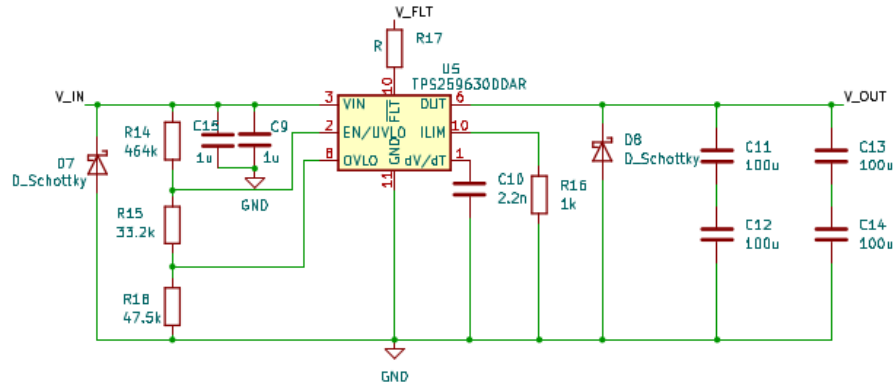 V_FLT
R R17
U5
TPS259630DDAR
10
V_IN 3 VIN FLT OUT 6 V_OUT
R14
464k
C15
1u
C9
1u
2 EN/UVLO ILIM 10
8 OVLO GND dV/dT 1
11
D7
D_Schottky
GND
R15
33.2k
C10
2.2n
R16
1k
D8
D_Schottky
C11
100u
C13
100u
C12
100u
C14
100u
R18
47.5k
GND